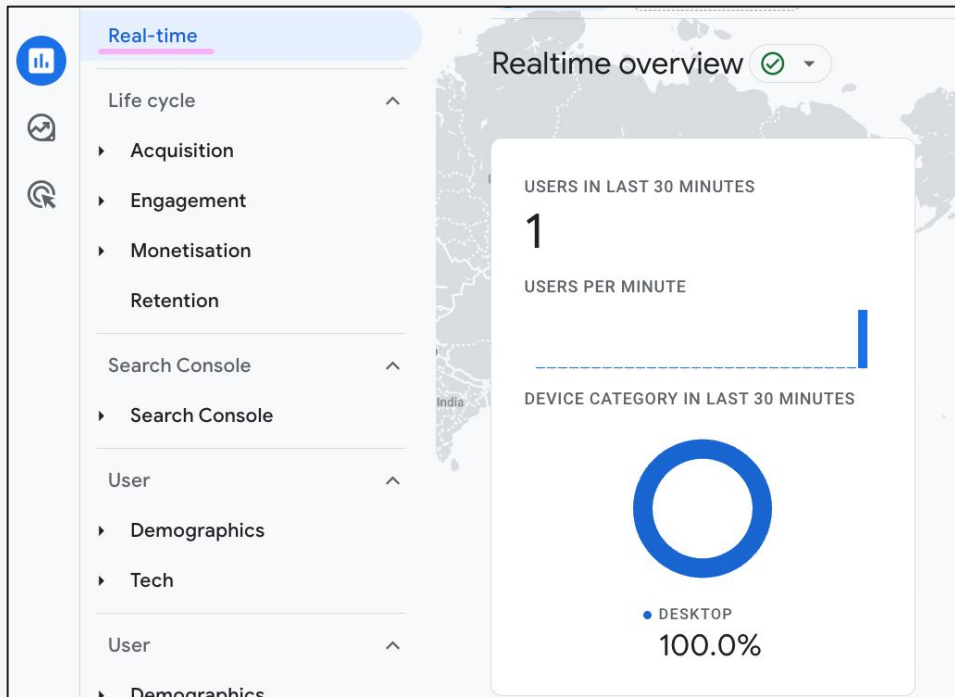 Real-time
Life cycle
Acquisition
Engagement
Monetisation
Retention
Search Console
Search Console
User
Demographics
Tech
User
Demographics
Realtime overview
USERS IN LAST 30 MINUTES
1
USERS PER MINUTE
DEVICE CATEGORY IN LAST 30 MINUTES
DESKTOP
100.0%
India